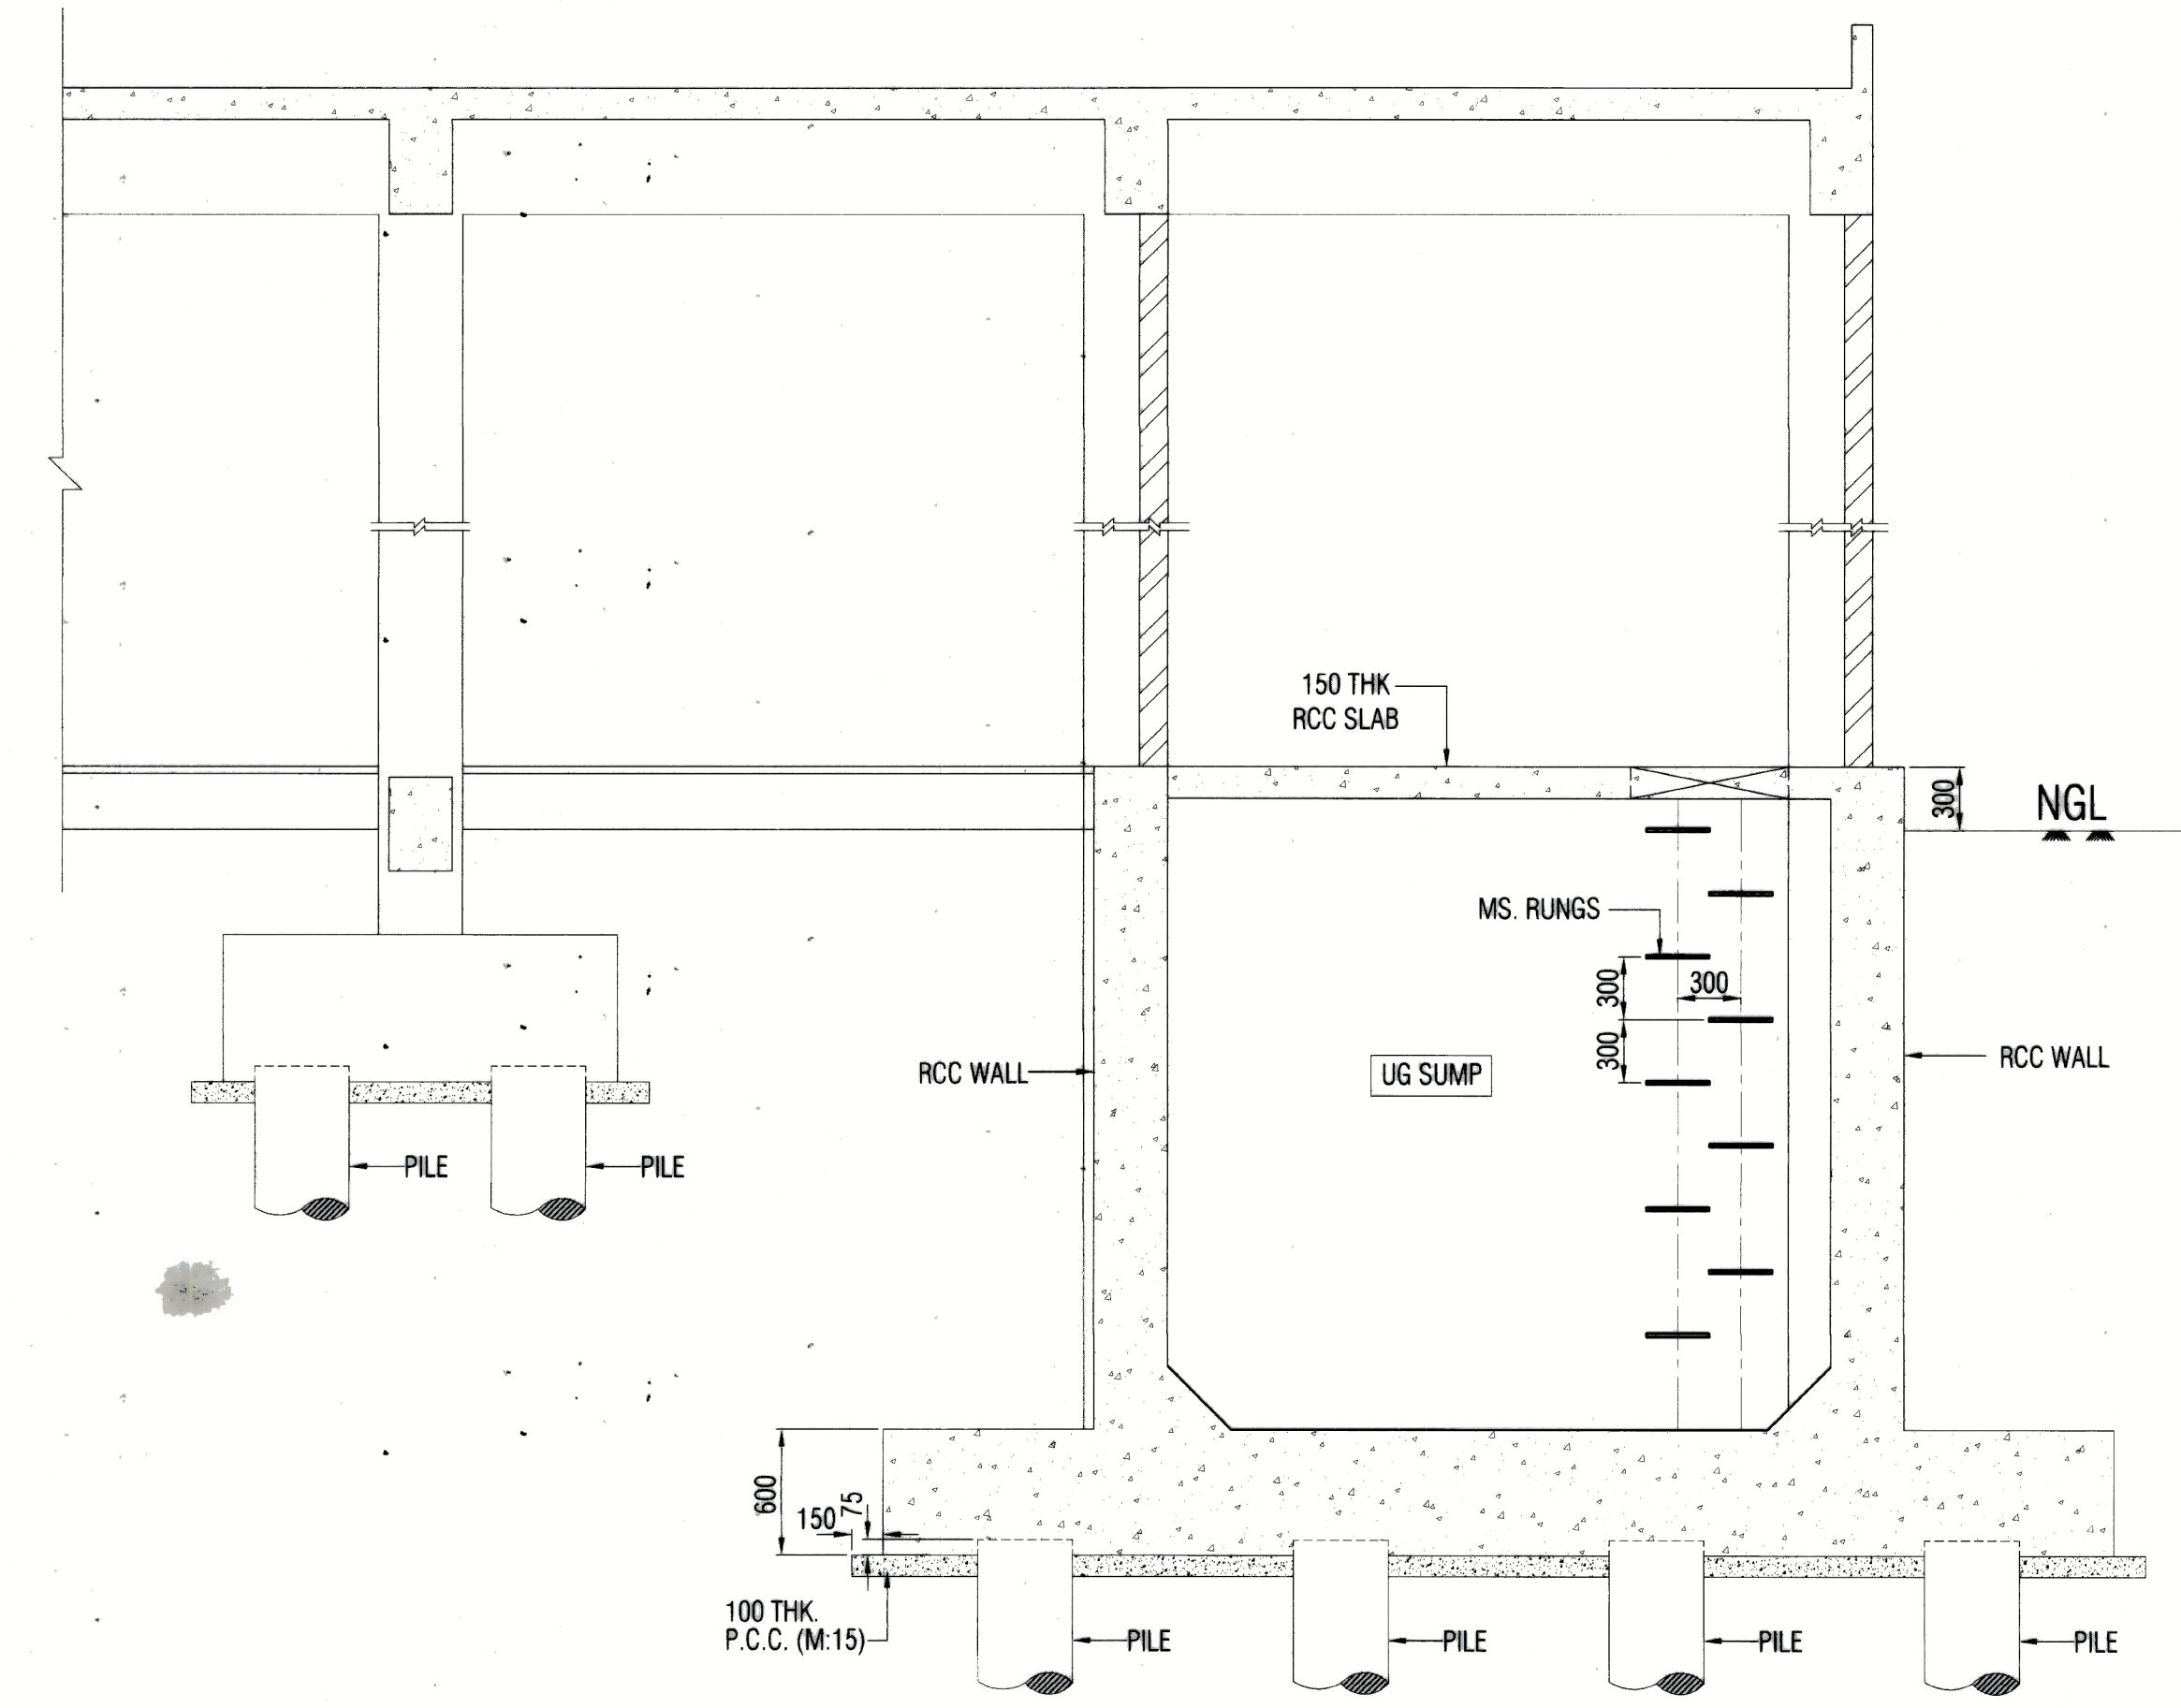 150 THK
RCC SLAB
300
NGL
MS. RUNGS
300
300
300
RCC WALL
UG SUMP
RCC WALL
PILE
PILE
600
150
75
100 THK.
P.C.C. (M:15)
PILE
PILE
PILE
PILE